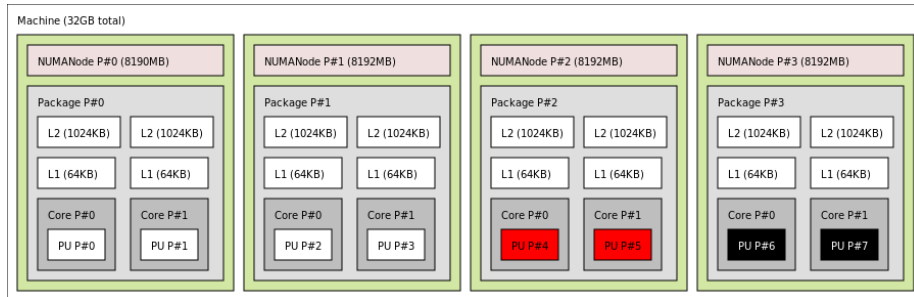 Machine (32GB total)
NUMANode P#0 (8190MB)
Package P#0
L2 (1024KB) L2 (1024KB)
L1 (64KB) L1 (64KB)
Core P#0 Core P#1
PU P#0 PU P#1
NUMANode P#1 (8192MB)
Package P#1
L2 (1024KB) L2 (1024KB)
L1 (64KB) L1 (64KB)
Core P#0 Core P#1
PU P#2 PU P#3
NUMANode P#2 (8192MB)
Package P#2
L2 (1024KB) L2 (1024KB)
L1 (64KB) L1 (64KB)
Core P#0 Core P#1
PU P#4 PU P#5
NUMANode P#3 (8192MB)
Package P#3
L2 (1024KB) L2 (1024KB)
L1 (64KB) L1 (64KB)
Core P#0 Core P#1
PU P#6 PU P#7